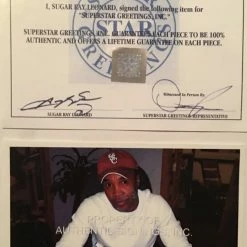 I, SUGAR RAY LEONARD, signed the following item for
"SUPERSTAR GREETINGS, INC."
SUPERSTAR GREETINGS, INC. GUARANTEES EACH PIECE TO BE 100%
AUTHENTIC AND OFFERS A LIFETIME GUARANTEE ON EACH PIECE.
Witnessed In Person By
SUGAR RAY LEONARD
SUPERSTAR GREETINGS REPRESENTATIVE
PROPERTY OF
AUTHENTIC SIGNINGS, INC.